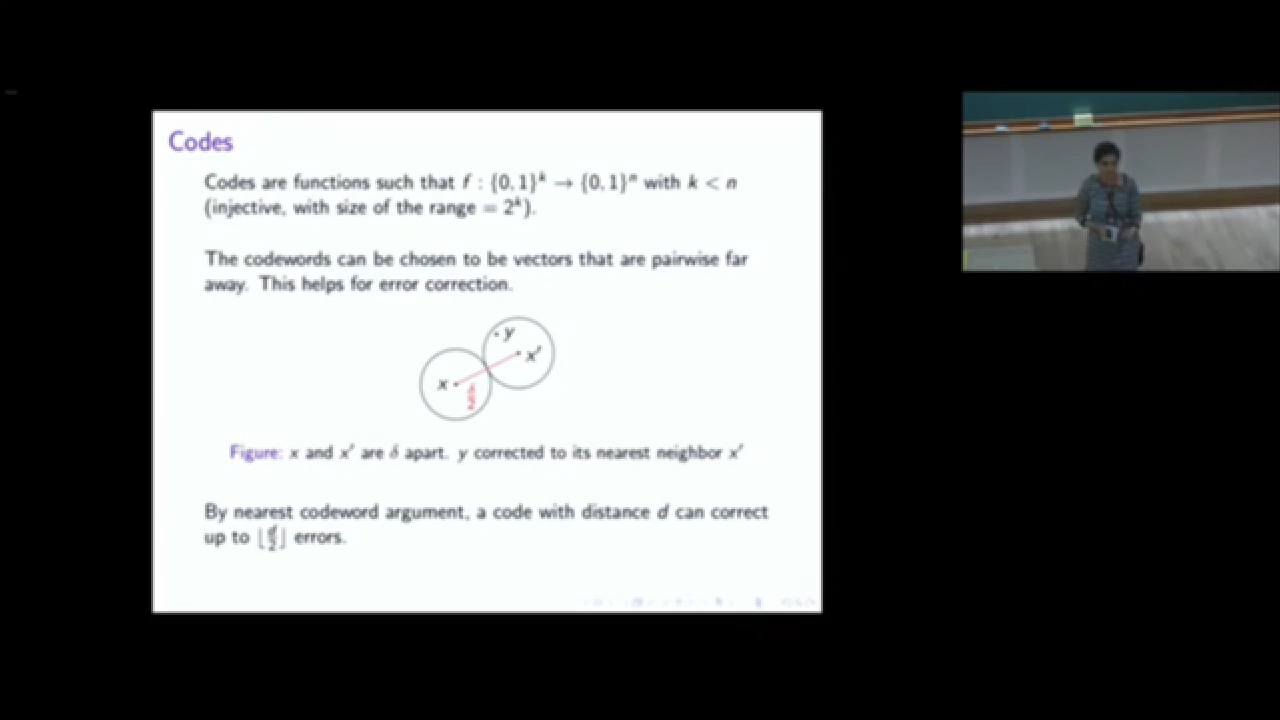 Codes
Codes are functions such that f : {0, 1}ᵏ → {0, 1}ⁿ with k < n
(injective, with size of the range = 2ᵏ).
The codewords can be chosen to be vectors that are pairwise far
away. This helps for error correction.
y
x′
x
Figure: x and x′ are δ apart. y corrected to its nearest neighbor x′
By nearest codeword argument, a code with distance d can correct
up to ⌊d/2⌋ errors.